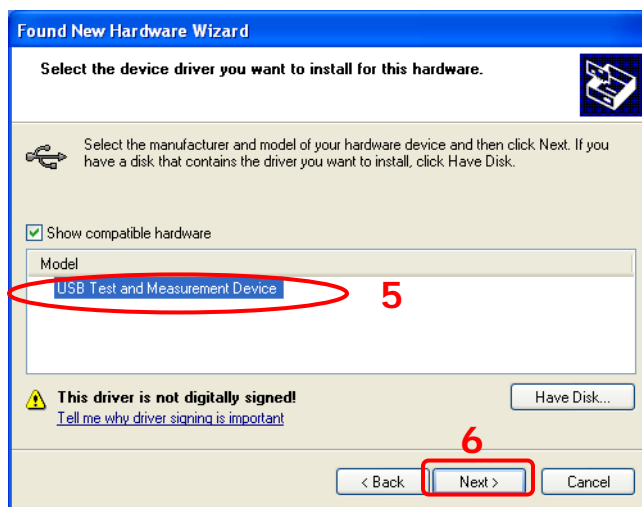 Found New Hardware Wizard
Select the device driver you want to install for this hardware.
Select the manufacturer and model of your hardware device and then click Next. If you
have a disk that contains the driver you want to install, click Have Disk.
Show compatible hardware
Model
USB Test and Measurement Device
5
This driver is not digitally signed!
Tell me why driver signing is important
Have Disk...
6
< Back
Next >
Cancel